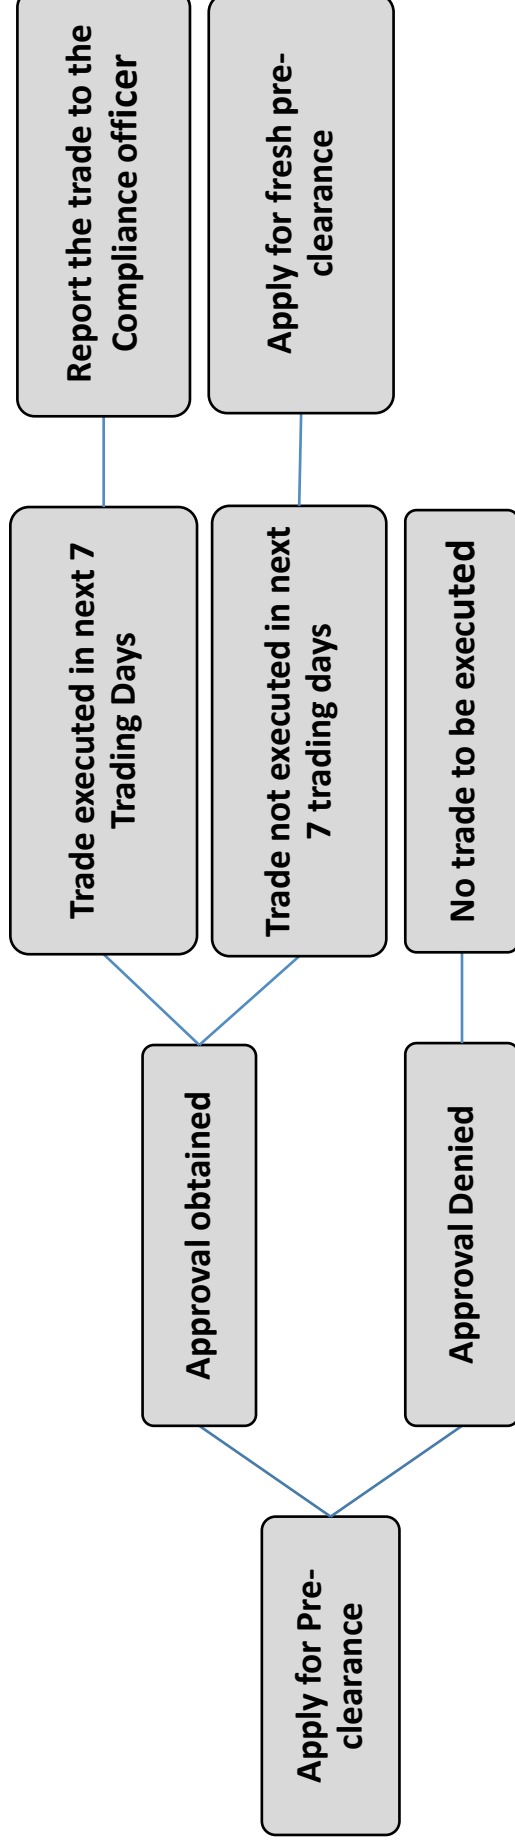 Apply for Pre-
clearance
Approval obtained
Trade executed in next 7
Trading Days
Report the trade to the
Compliance officer
Trade not executed in next
7 trading days
Apply for fresh pre-
clearance
Approval Denied
No trade to be executed